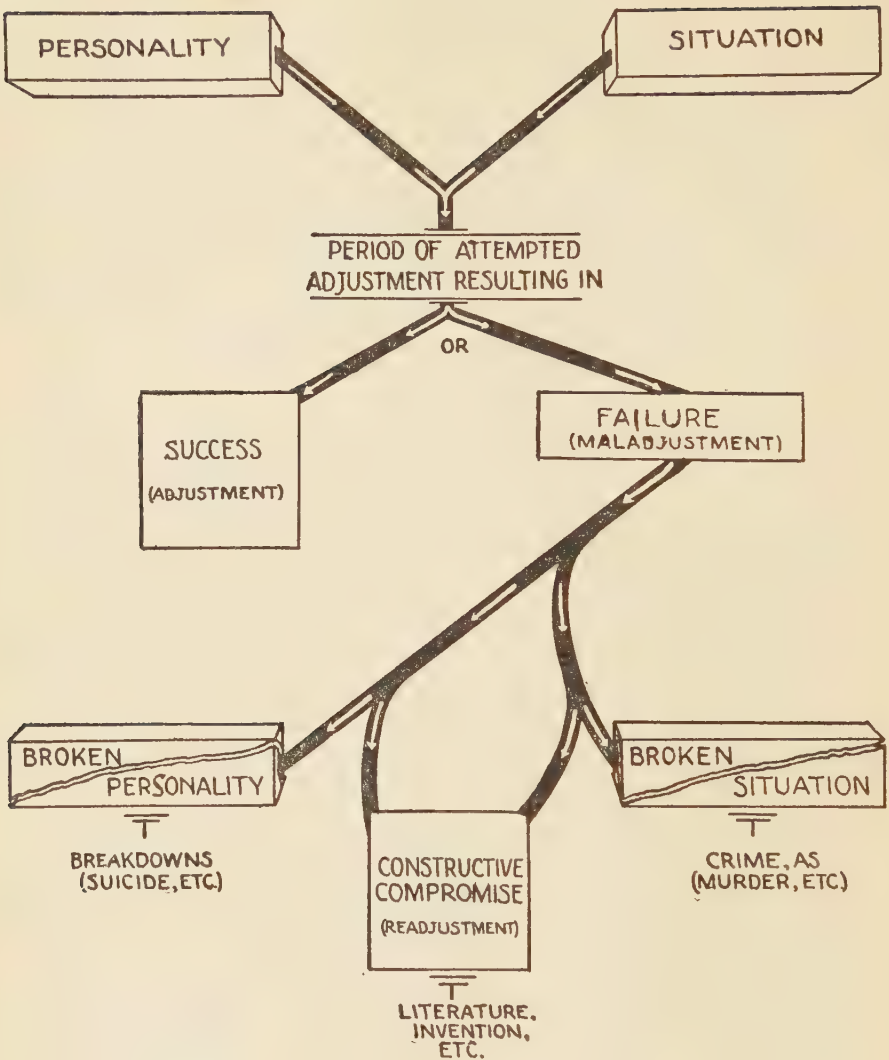 PERSONALITY
SITUATION
PERIOD OF ATTEMPTED
ADJUSTMENT RESULTING IN
OR
SUCCESS
(ADJUSTMENT)
FAILURE
(MALADJUSTMENT)
BROKEN
PERSONALITY
BROKEN
SITUATION
BREAKDOWNS
(SUICIDE, ETC.)
CONSTRUCTIVE
COMPROMISE
(READJUSTMENT)
CRIME, AS
(MURDER, ETC)
LITERATURE,
INVENTION,
ETC.